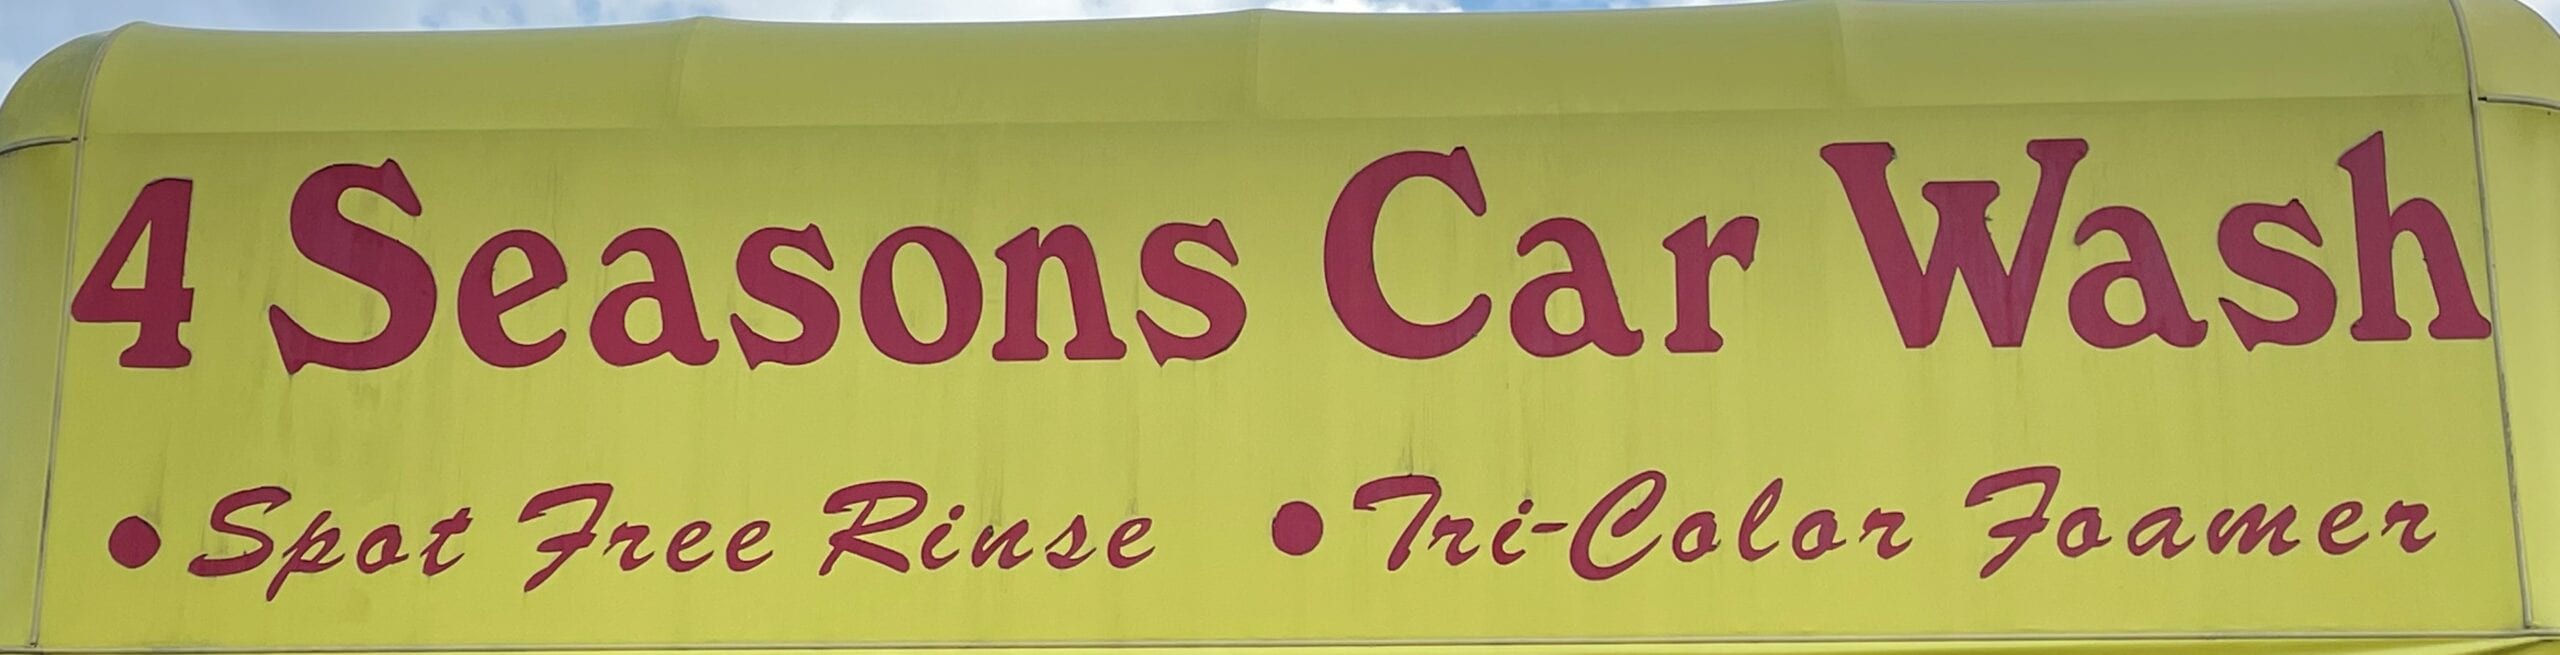 4 Seasons Car Wash
• Spot Free Rinse • Tri-Color Foamer